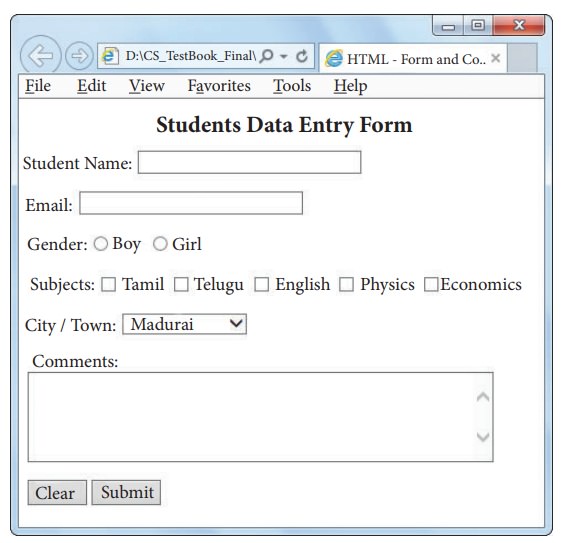 D:\CS_TestBook_Final\ HTML - Form and Co..
File Edit View Favorites Tools Help
Students Data Entry Form
Student Name:
Email:
Gender: Boy Girl
Subjects: Tamil Telugu English Physics Economics
City / Town: Madurai
Comments:
Clear Submit